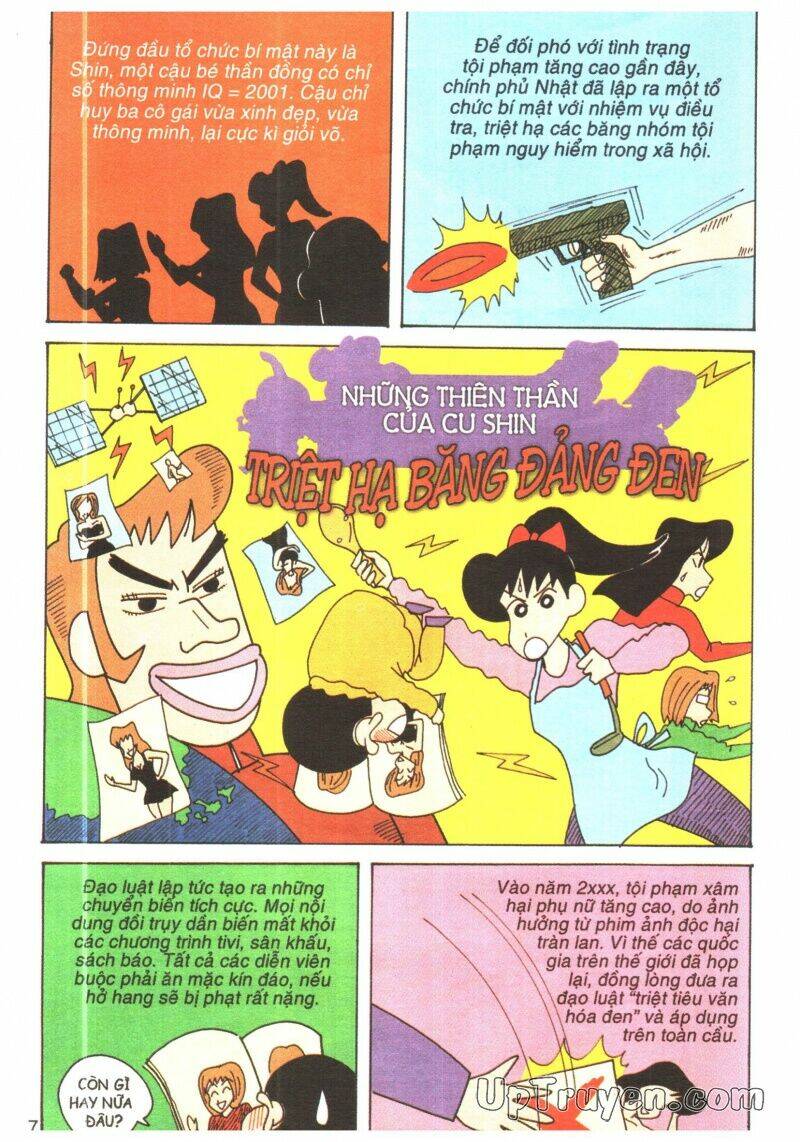 Để đối phó với tình trạng
tội phạm tăng cao gần đây,
chính phủ Nhật đã lập ra một tổ
chức bí mật với nhiệm vụ điều
tra, triệt hạ các băng nhóm tội
phạm nguy hiểm trong xã hội.
Đứng đầu tổ chức bí mật này là
Shin, một cậu bé thần đồng có chỉ
số thông minh IQ = 2001. Cậu chỉ
huy ba cô gái vừa xinh đẹp, vừa
thông minh, lại cực kì giỏi võ.
NHỮNG THIÊN THẦN
CỦA CU SHIN
TRIỆT HẠ BĂNG ĐẢNG ĐEN
Vào năm 2xxx, tội phạm xâm
hại phụ nữ tăng cao, do ảnh
hưởng từ phim ảnh độc hại
tràn lan. Vì thế các quốc
gia trên thế giới đã họp
lại, đồng lòng đưa ra
đạo luật “triệt tiêu văn
hóa đen” và áp dụng
trên toàn cầu.
Đạo luật lập tức tạo ra những
chuyển biến tích cực. Mọi nội
dung đồi trụy dần biến mất khỏi
các chương trình tivi, sân khấu,
sách báo. Tất cả các diễn viên
buộc phải ăn mặc kín đáo, nếu
hở hang sẽ bị phạt rất nặng.
CÒN GÌ
HAY NỮA
ĐÂU?
7
UpTruyen.com